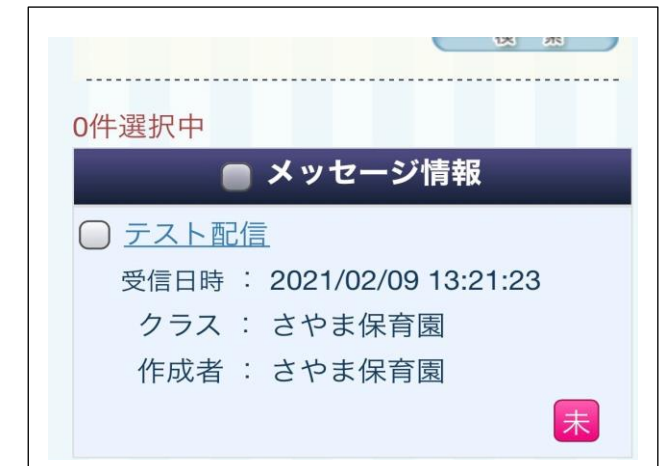 検 索
0件選択中
メッセージ情報
テスト配信
受信日時 : 2021/02/09 13:21:23
クラス : さやま保育園
作成者 : さやま保育園
未